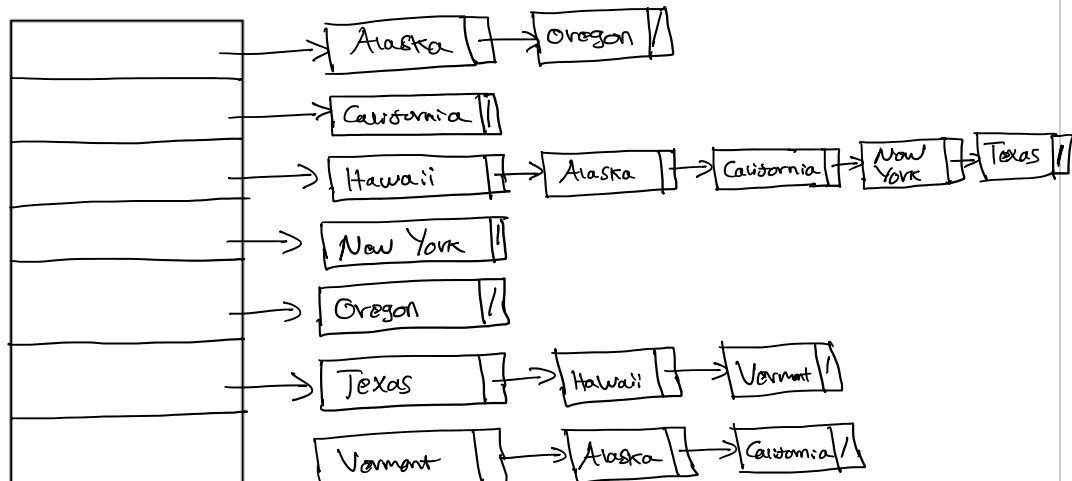 Alaska Oregon
California
Hawaii Alaska California New York Texas
New York
Oregon
Texas Hawaii Vermont
Vermont Alaska California